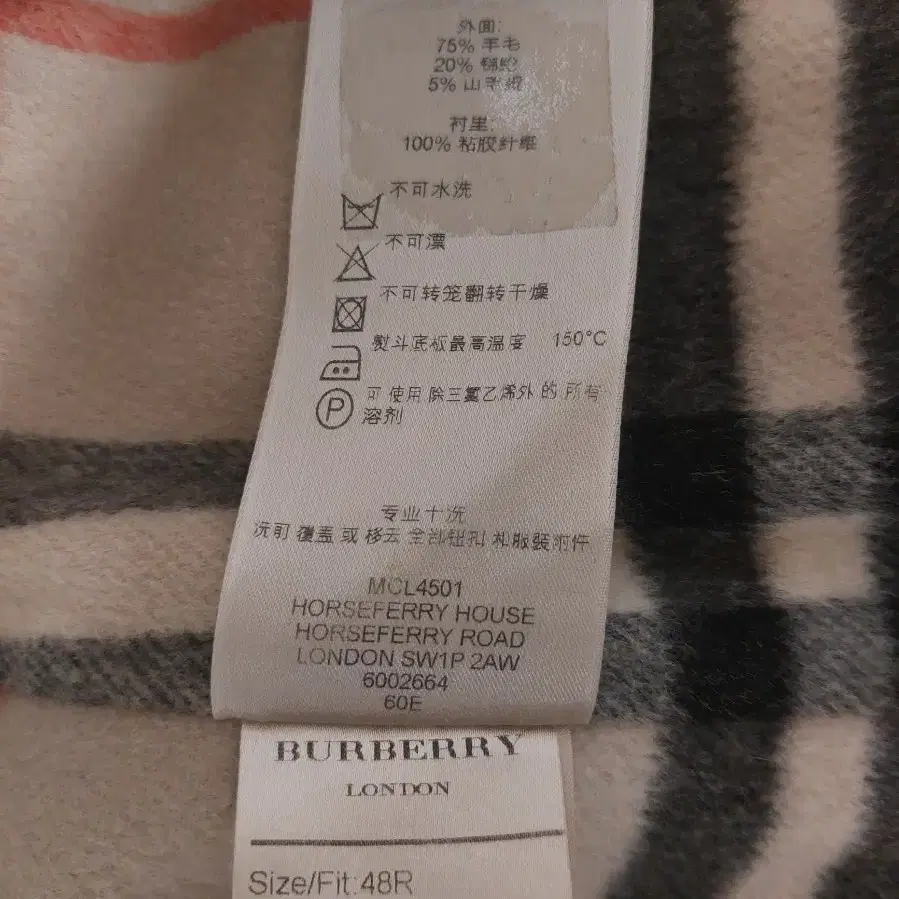 外面:
75% 羊毛
20% 锦纶
5% 山羊绒
衬里:
100% 粘胶纤维
不可水洗
不可漂
不可转笼翻转干燥
熨斗底板最高温度 150°C
P 可使用除三氯乙烯外的所有
溶剂
专业干洗
洗前覆盖或移去全部钮扣和服装附件
MCL4501
HORSEFERRY HOUSE
HORSEFERRY ROAD
LONDON SW1P 2AW
6002664
60E
BURBERRY
LONDON
Size/Fit:48R